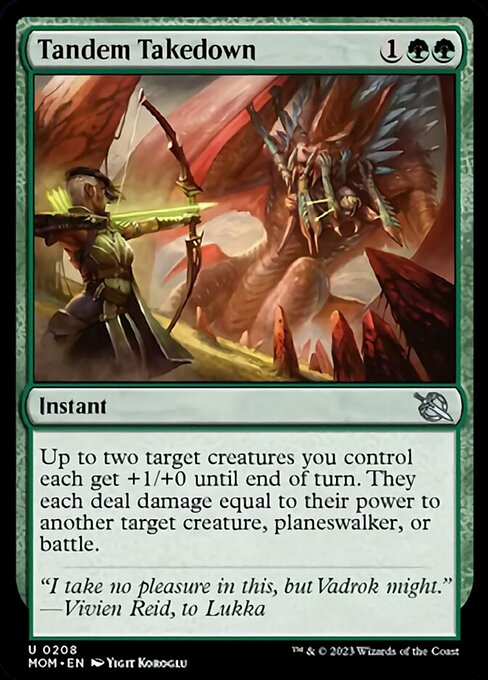 Tandem Takedown 1
Instant
Up to two target creatures you control
each get +1/+0 until end of turn. They
each deal damage equal to their power to
another target creature, planeswalker, or
battle.
“I take no pleasure in this, but Vadrok might.”
—Vivien Reid, to Lukka
U 0208
MOM • EN YIGIT KOROGLU
™ & © 2023 Wizards of the Coast